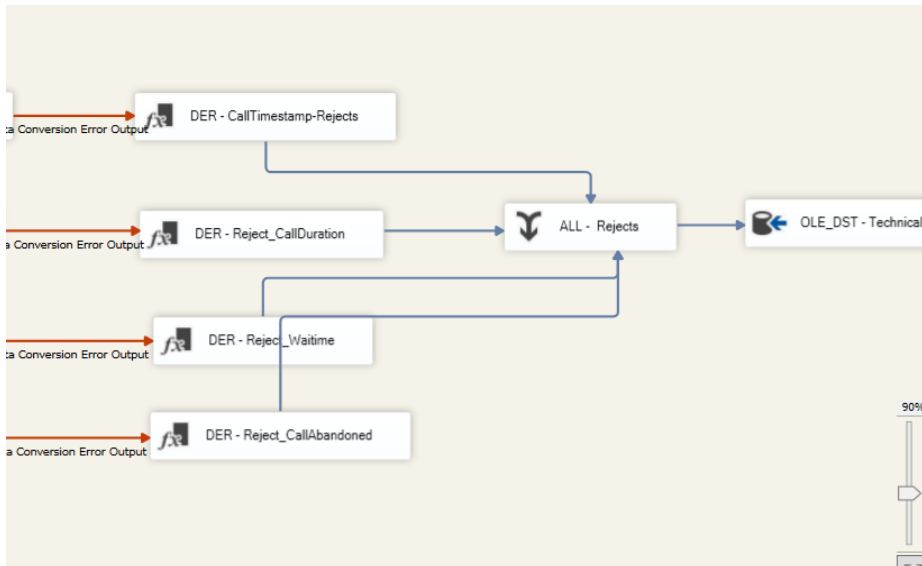 DER - CallTimestamp-Rejects
ta Conversion Error Output
ALL - Rejects
OLE_DST - Technical
DER - Reject_CallDuration
a Conversion Error Output
DER - Reject_Waitime
ta Conversion Error Output
90%
DER - Reject_CallAbandoned
a Conversion Error Output